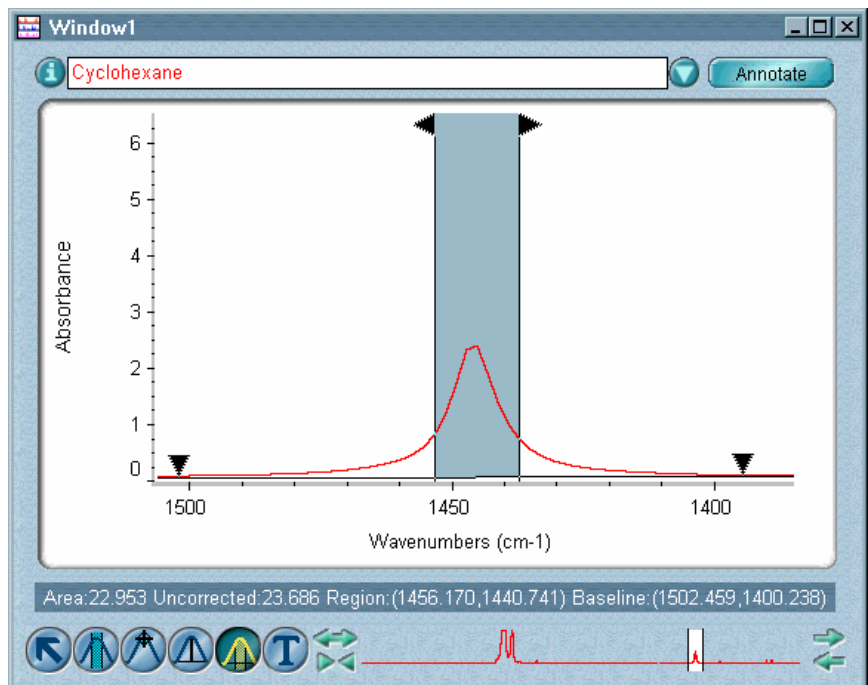 Window1
Cyclohexane
Annotate
6
5
4
3
2
1
0
Absorbance
1500
1450
1400
Wavenumbers (cm-1)
Area:22.953 Uncorrected:23.686 Region:(1456.170,1440.741) Baseline:(1502.459,1400.238)
T